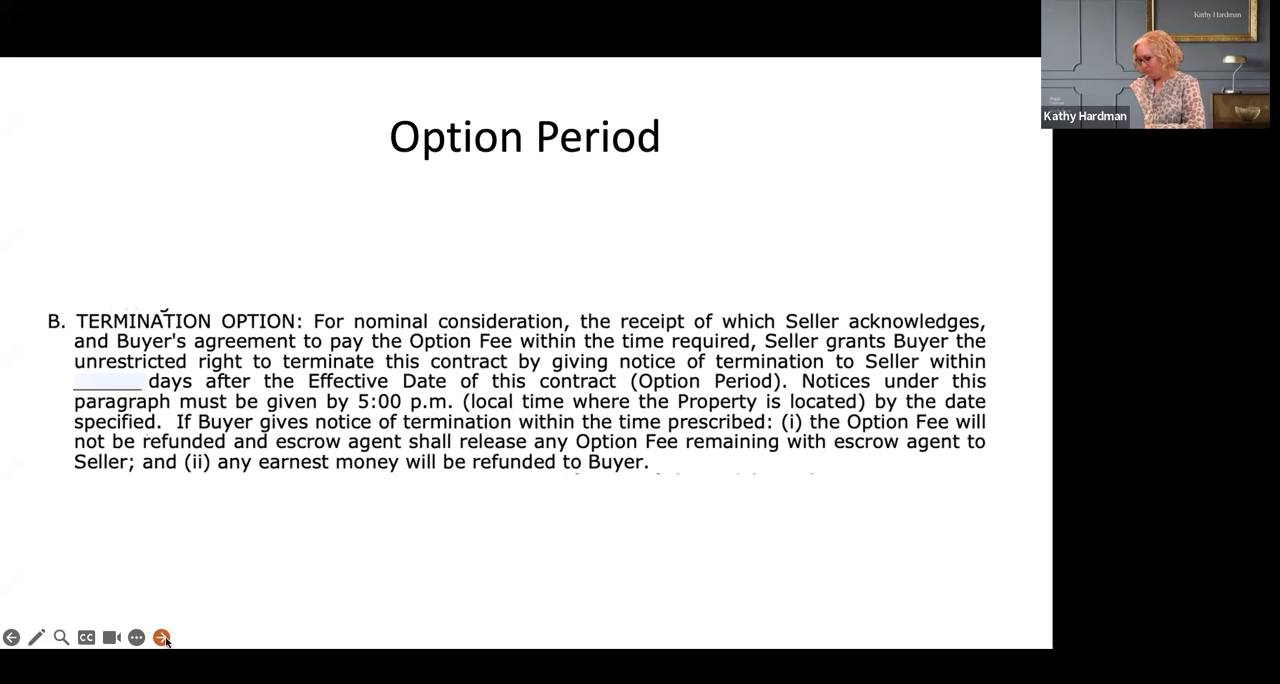 Kathy Hardman
Kathy Hardman
Option Period
B. TERMINATION OPTION: For nominal consideration, the receipt of which Seller acknowledges,
and Buyer's agreement to pay the Option Fee within the time required, Seller grants Buyer the
unrestricted right to terminate this contract by giving notice of termination to Seller within
______ days after the Effective Date of this contract (Option Period). Notices under this
paragraph must be given by 5:00 p.m. (local time where the Property is located) by the date
specified. If Buyer gives notice of termination within the time prescribed: (i) the Option Fee will
not be refunded and escrow agent shall release any Option Fee remaining with escrow agent to
Seller; and (ii) any earnest money will be refunded to Buyer.
CC